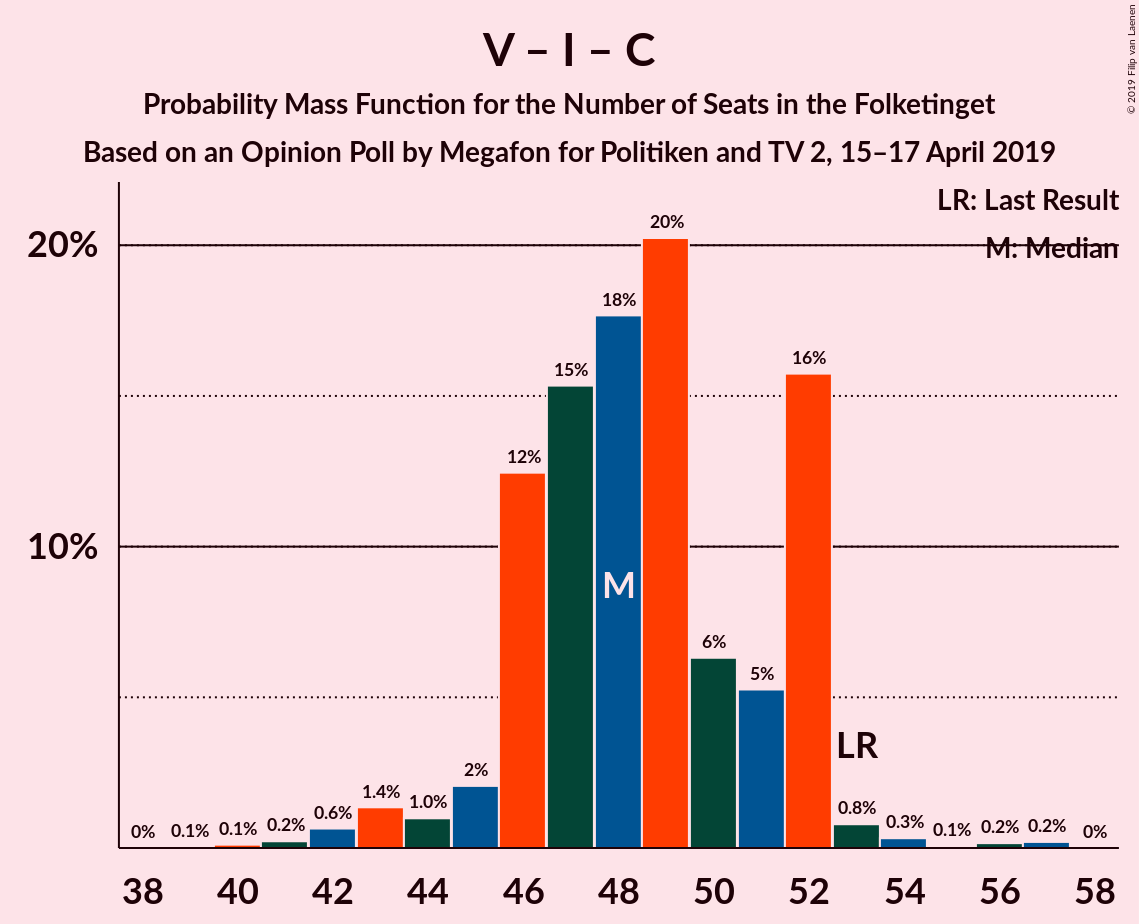 V – I – C
Probability Mass Function for the Number of Seats in the Folketinget
Based on an Opinion Poll by Megafon for Politiken and TV 2, 15–17 April 2019
© 2019 Filip van Laenen
LR: Last Result
M: Median
20%
10%
0%
0.1%
0.1%
0.2%
0.6%
1.4%
1.0%
2%
12%
15%
18%
20%
6%
5%
16%
0.8%
0.3%
0.1%
0.2%
0.2%
0%
M
LR
38 40 42 44 46 48 50 52 54 56 58